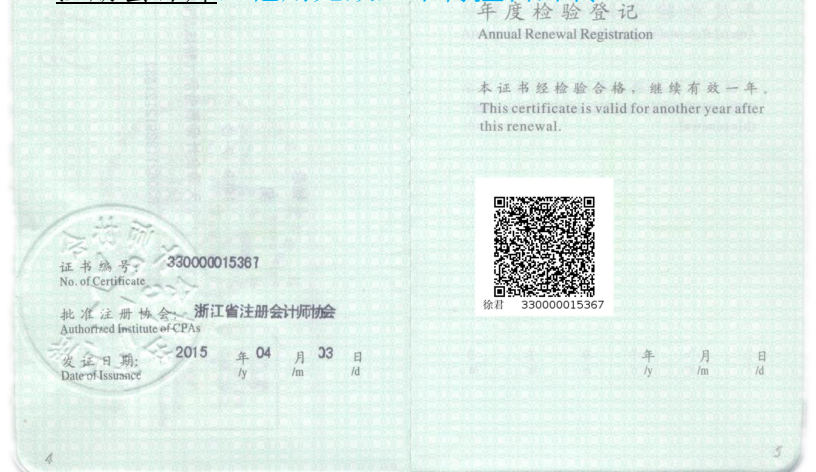 证书编号: 330000015367
No. of Certificate
批准注册协会: 浙江省注册会计师协会
Authorized Institute of CPAs
发证日期: 2015 年 04 月 03 日
Date of Issuance /y /m /d
4
年度检验登记
Annual Renewal Registration
本证书经检验合格，继续有效一年。
This certificate is valid for another year after
this renewal.
徐君 330000015367
年 月 日
/y /m /d
5